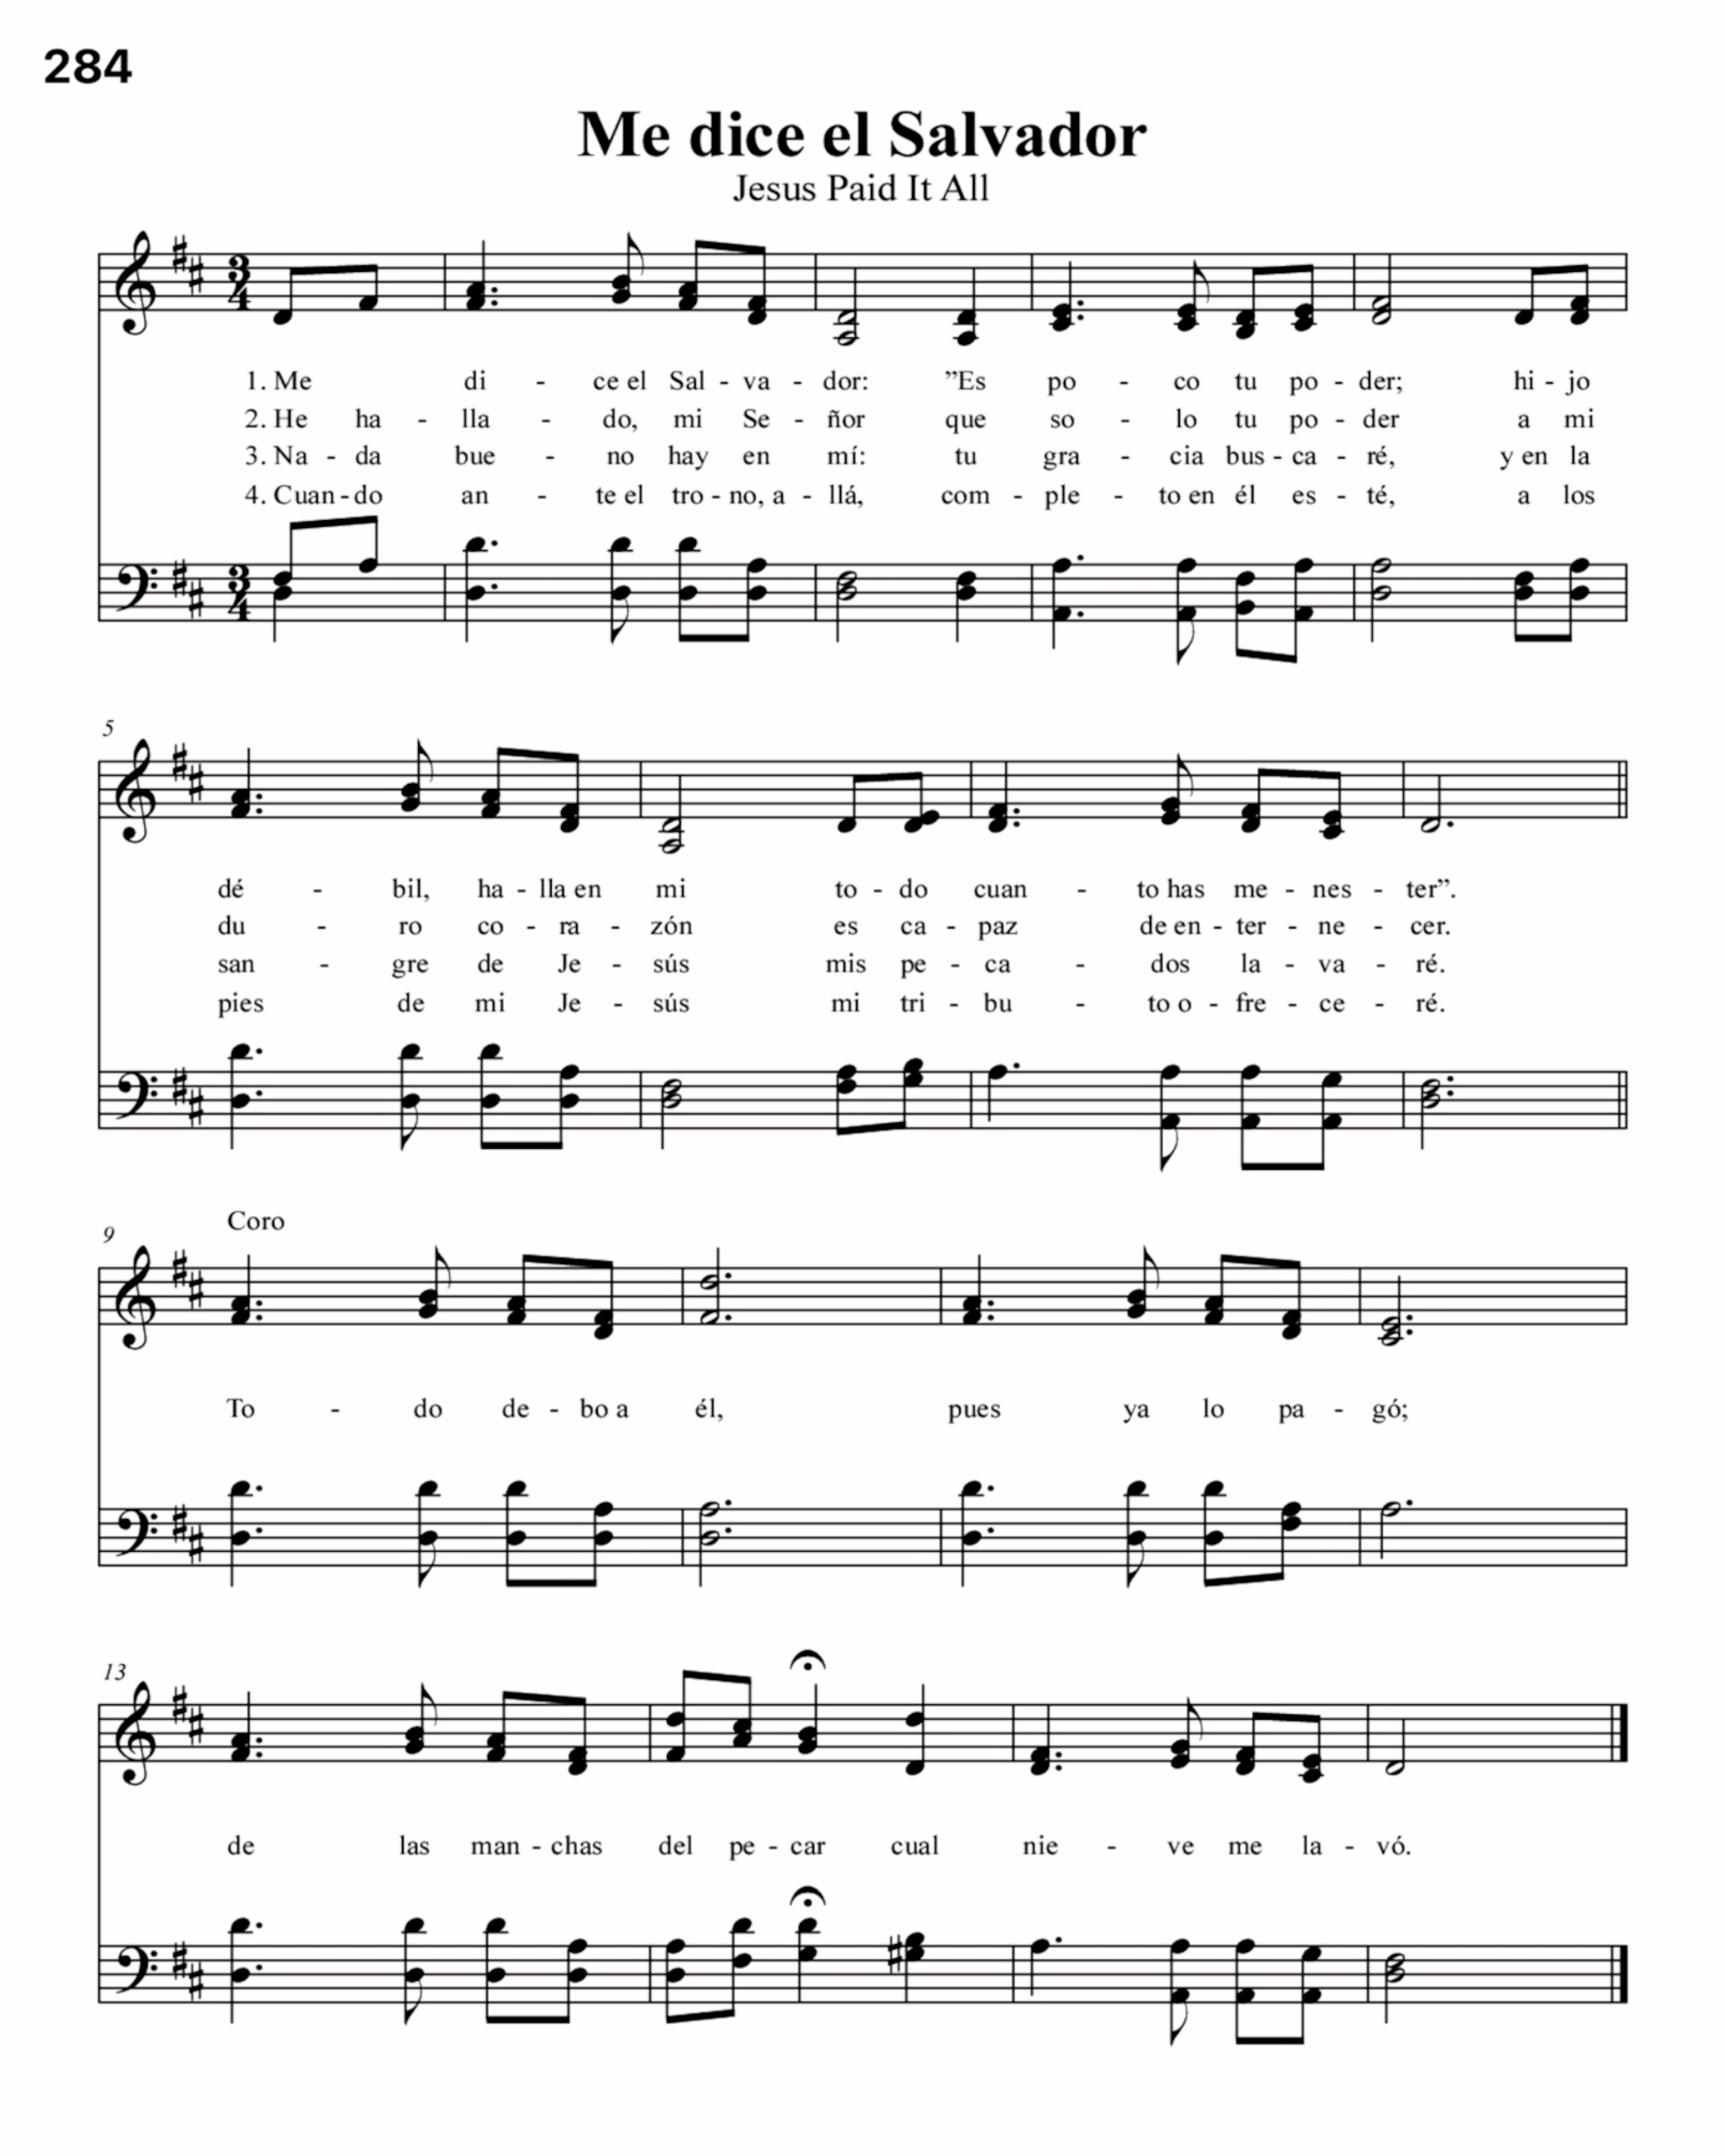 284
Me dice el Salvador
Jesus Paid It All
1. Me di - ce el Sal - va - dor: ”Es po - co tu po - der; hi - jo
2. He ha - lla - do, mi Se - ñor que so - lo tu po - der a mi
3. Na - da bue - no hay en mí: tu gra - cia bus - ca - ré, y en la
4. Cuan - do an - te el tro - no, a - llá, com - ple - to en él es - té, a los
5
dé - bil, ha - lla en mi to - do cuan - to has me - nes - ter”.
du - ro co - ra - zón es ca - paz de en - ter - ne - cer.
san - gre de Je - sús mis pe - ca - dos la - va - ré.
pies de mi Je - sús mi tri - bu - to o - fre - ce - ré.
Coro
9
To - do de - bo a él, pues ya lo pa - gó;
13
de las man - chas del pe - car cual nie - ve me la - vó.